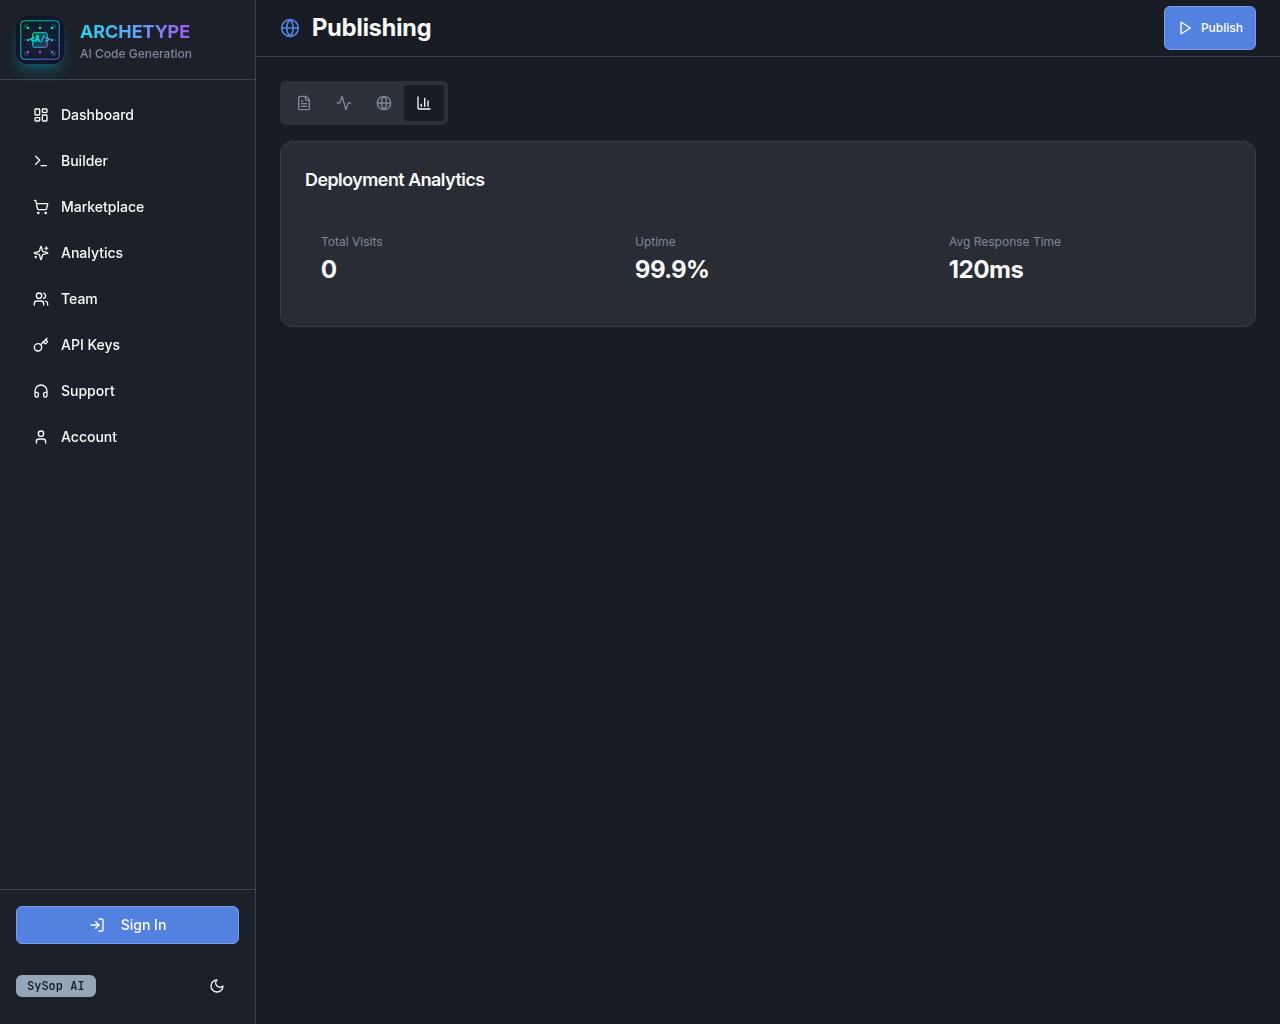 <A/>
ARCHETYPE
AI Code Generation
Dashboard
Builder
Marketplace
Analytics
Team
API Keys
Support
Account
Sign In
SySop AI
Publishing
Publish
Deployment Analytics
Total Visits
0
Uptime
99.9%
Avg Response Time
120ms